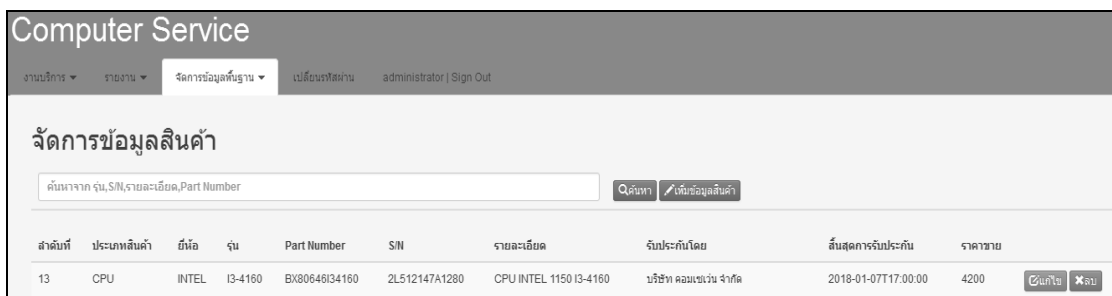 Computer Service
งานบริการ รายงาน จัดการข้อมูลพื้นฐาน เปลี่ยนรหัสผ่าน administrator | Sign Out
จัดการข้อมูลสินค้า
ค้นหาจาก รุ่น,S/N,รายละเอียด,Part Number ค้นหา เพิ่มข้อมูลสินค้า
ลำดับที่ ประเภทสินค้า ยี่ห้อ รุ่น Part Number S/N รายละเอียด รับประกันโดย สิ้นสุดการรับประกัน ราคาขาย
13 CPU INTEL I3-4160 BX80646I34160 2L512147A1280 CPU INTEL 1150 I3-4160 บริษัท คอมเซเว่น จำกัด 2018-01-07T17:00:00 4200 แก้ไข ลบ